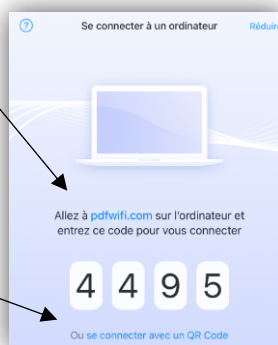 ? Se connecter à un ordinateur Réduire
Allez à pdfwifi.com sur l'ordinateur et
entrez ce code pour vous connecter
4 4 9 5
Ou se connecter avec un QR Code